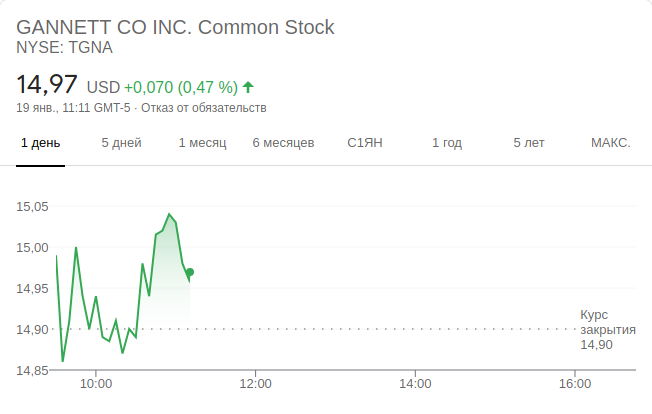 GANNETT CO INC. Common Stock
NYSE: TGNA
14,97 USD +0,070 (0,47 %)
19 янв., 11:11 GMT-5 · Отказ от обязательств
1 день 5 дней 1 месяц 6 месяцев С1ЯН 1 год 5 лет МАКС.
15,05
15,00
14,95
14,90
14,85
Курс
закрытия
14,90
10:00 12:00 14:00 16:00